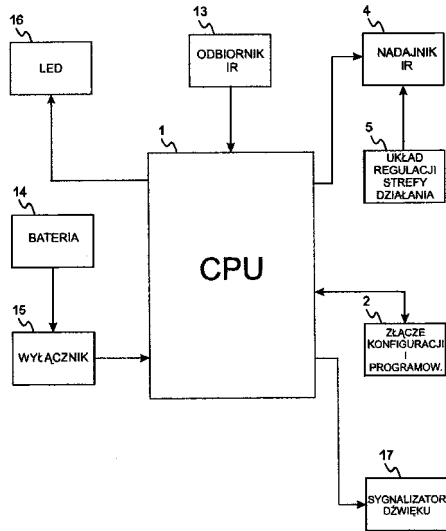 16
LED
13
ODBIORNIK
IR
4
NADAJNIK
IR
5
UKŁAD
REGULACJI
STREFY
DZIAŁANIA
1
CPU
14
BATERIA
15
WYŁĄCZNIK
2
ZŁĄCZE
KONFIGURACJI
I
PROGRAMOW.
17
SYGNALIZATOR
DŹWIĘKU